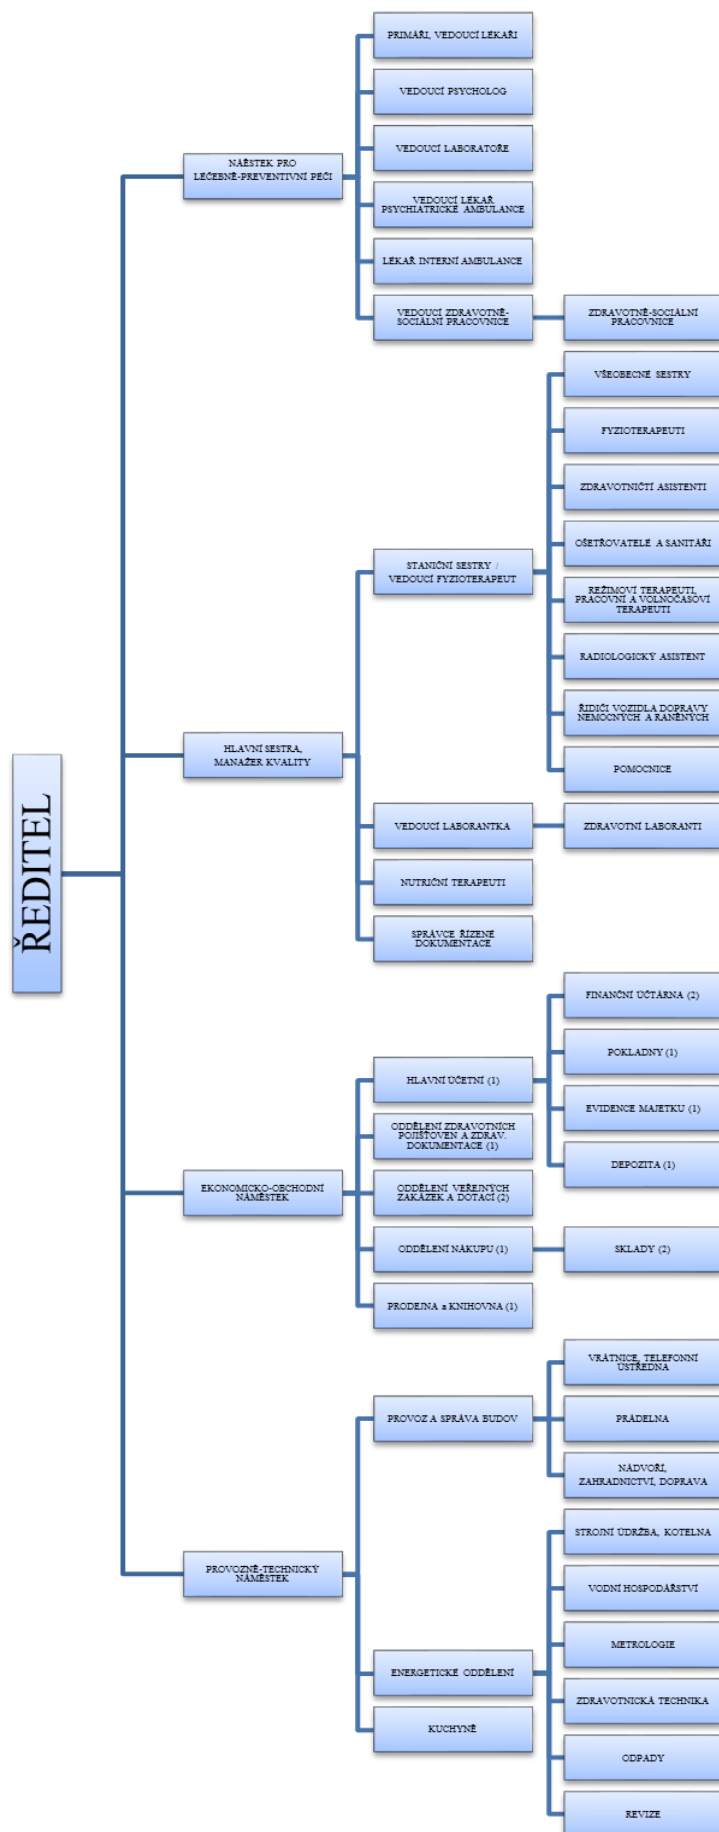 ŘEDITEL
NÁĚSTEK PRO
LÉČEBNĚ-PREVENTIVNÍ PÉČI
PRIMÁŘI, VEDOUCÍ LÉKAŘI
VEDOUCÍ PSYCHOLOG
VEDOUCÍ LABORATOŘE
VEDOUCÍ LÉKAŘ
PSYCHIATRICKÉ AMBULANCE
LÉKAŘ INTERNÍ AMBULANCE
VEDOUCÍ ZDRAVOTNĚ-
SOCIÁLNÍ PRACOVNICE
ZDRAVOTNĚ-SOCIÁLNÍ
PRACOVNICE
HLAVNÍ SESTRA,
MANAŽER KVALITY
STANIČNÍ SESTRY /
VEDOUCÍ FYZIOTERAPEUT
VŠEOBECNÉ SESTRY
FYZIOTERAPEUTI
ZDRAVOTNIČTÍ ASISTENTI
OŠETŘOVATELÉ A SANITÁŘI
REŽIMOVÍ TERAPEUTI,
PRACOVNÍ A VOLNOČASOVÍ
TERAPEUTI
RADIOLOGICKÝ ASISTENT
ŘIDIČI VOZIDLA DOPRAVY
NEMOCNÝCH A RANĚNÝCH
POMOCNICE
VEDOUCÍ LABORANTKA
ZDRAVOTNÍ LABORANTI
NUTRIČNÍ TERAPEUTI
SPRÁVCE ŘÍZENÉ
DOKUMENTACE
EKONOMICKO-OBCHODNÍ
NÁMĚSTEK
HLAVNÍ ÚČETNÍ (1)
FINANČNÍ ÚČTÁRNA (2)
POKLADNY (1)
EVIDENCE MAJETKU (1)
DEPOZITA (1)
ODDĚLENÍ ZDRAVOTNÍCH
POJIŠŤOVEN A ZDRAV.
DOKUMENTACE (1)
ODDĚLENÍ VEŘEJNÝCH
ZAKÁZEK A DOTACÍ (2)
ODDĚLENÍ NÁKUPU (1)
SKLADY (2)
PRODEJNA a KNIHOVNA (1)
PROVOZNĚ-TECHNICKÝ
NÁMĚSTEK
PROVOZ A SPRÁVA BUDOV
VRÁTNICE, TELEFONNÍ
ÚSTŘEDNA
PRÁDELNA
NÁDVOŘÍ,
ZAHRADNICTVÍ, DOPRAVA
ENERGETICKÉ ODDĚLENÍ
STROJNÍ ÚDRŽBA, KOTELNA
VODNÍ HOSPODÁŘSTVÍ
METROLOGIE
ZDRAVOTNICKÁ TECHNIKA
ODPADY
REVIZE
KUCHYNĚ